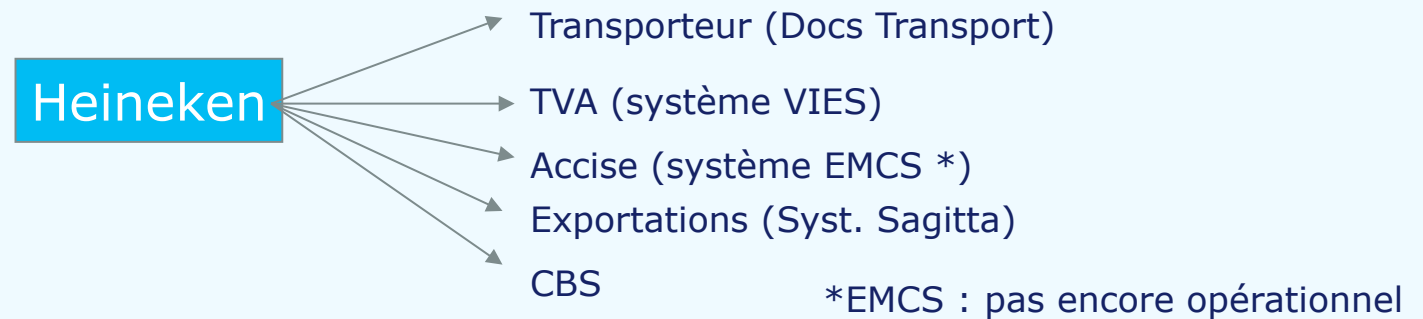 Heineken
Transporteur (Docs Transport)
TVA (système VIES)
Accise (système EMCS *)
Exportations (Syst. Sagitta)
CBS
*EMCS : pas encore opérationnel